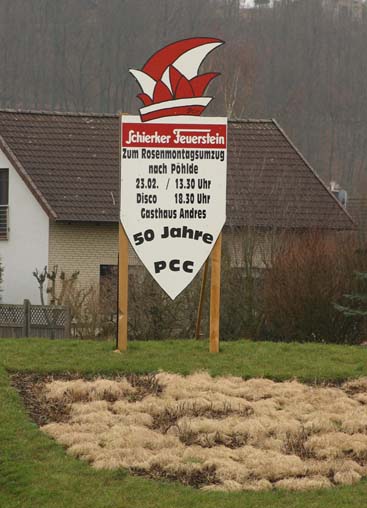 Schierker Feuerstein
Zum Rosenmontagsumzug
nach Pöhlde
23.02. / 13.30 Uhr
Disco 18.30 Uhr
Gasthaus Andres
50 Jahre
PCC